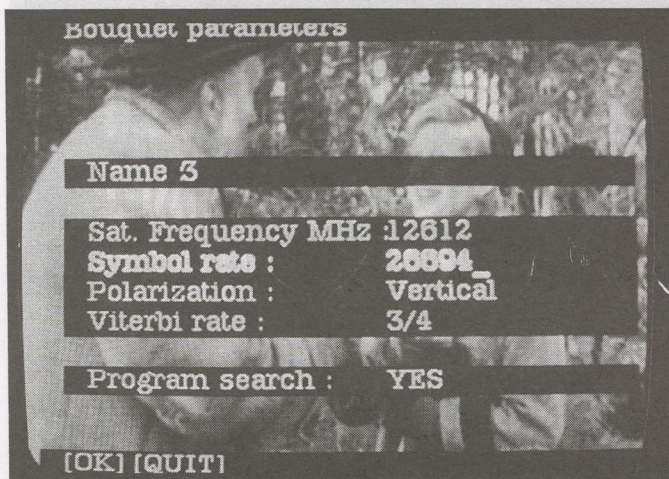 Bouquet parameters
Name 3
Sat. Frequency MHz :12612
Symbol rate :
Polarization : Vertical
Viterbi rate : 3/4
Program search : YES
[OK] [QUIT]